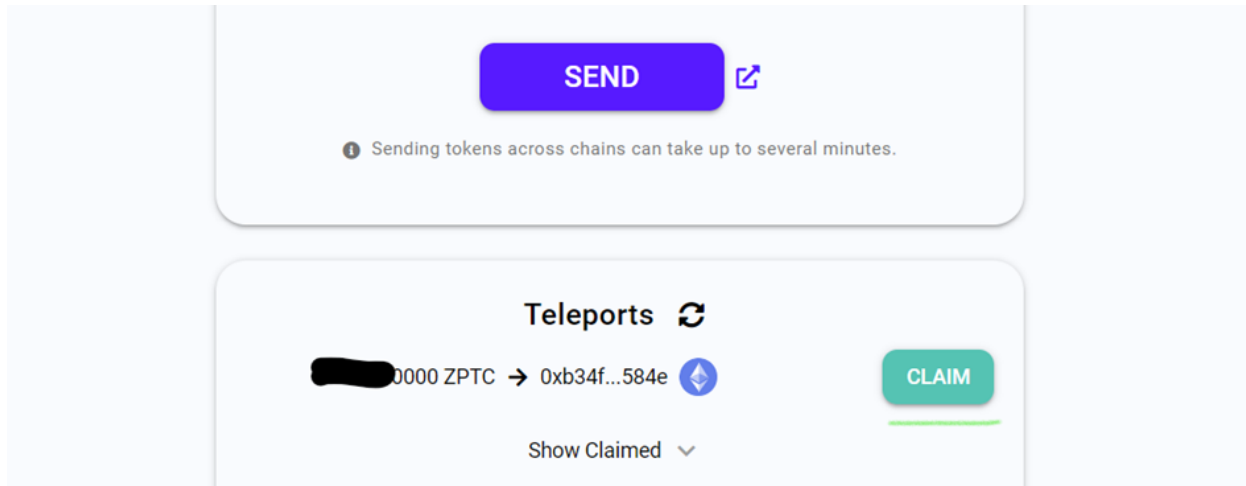 SEND
Sending tokens across chains can take up to several minutes.
Teleports
0000 ZPTC → 0xb34f...584e
CLAIM
Show Claimed